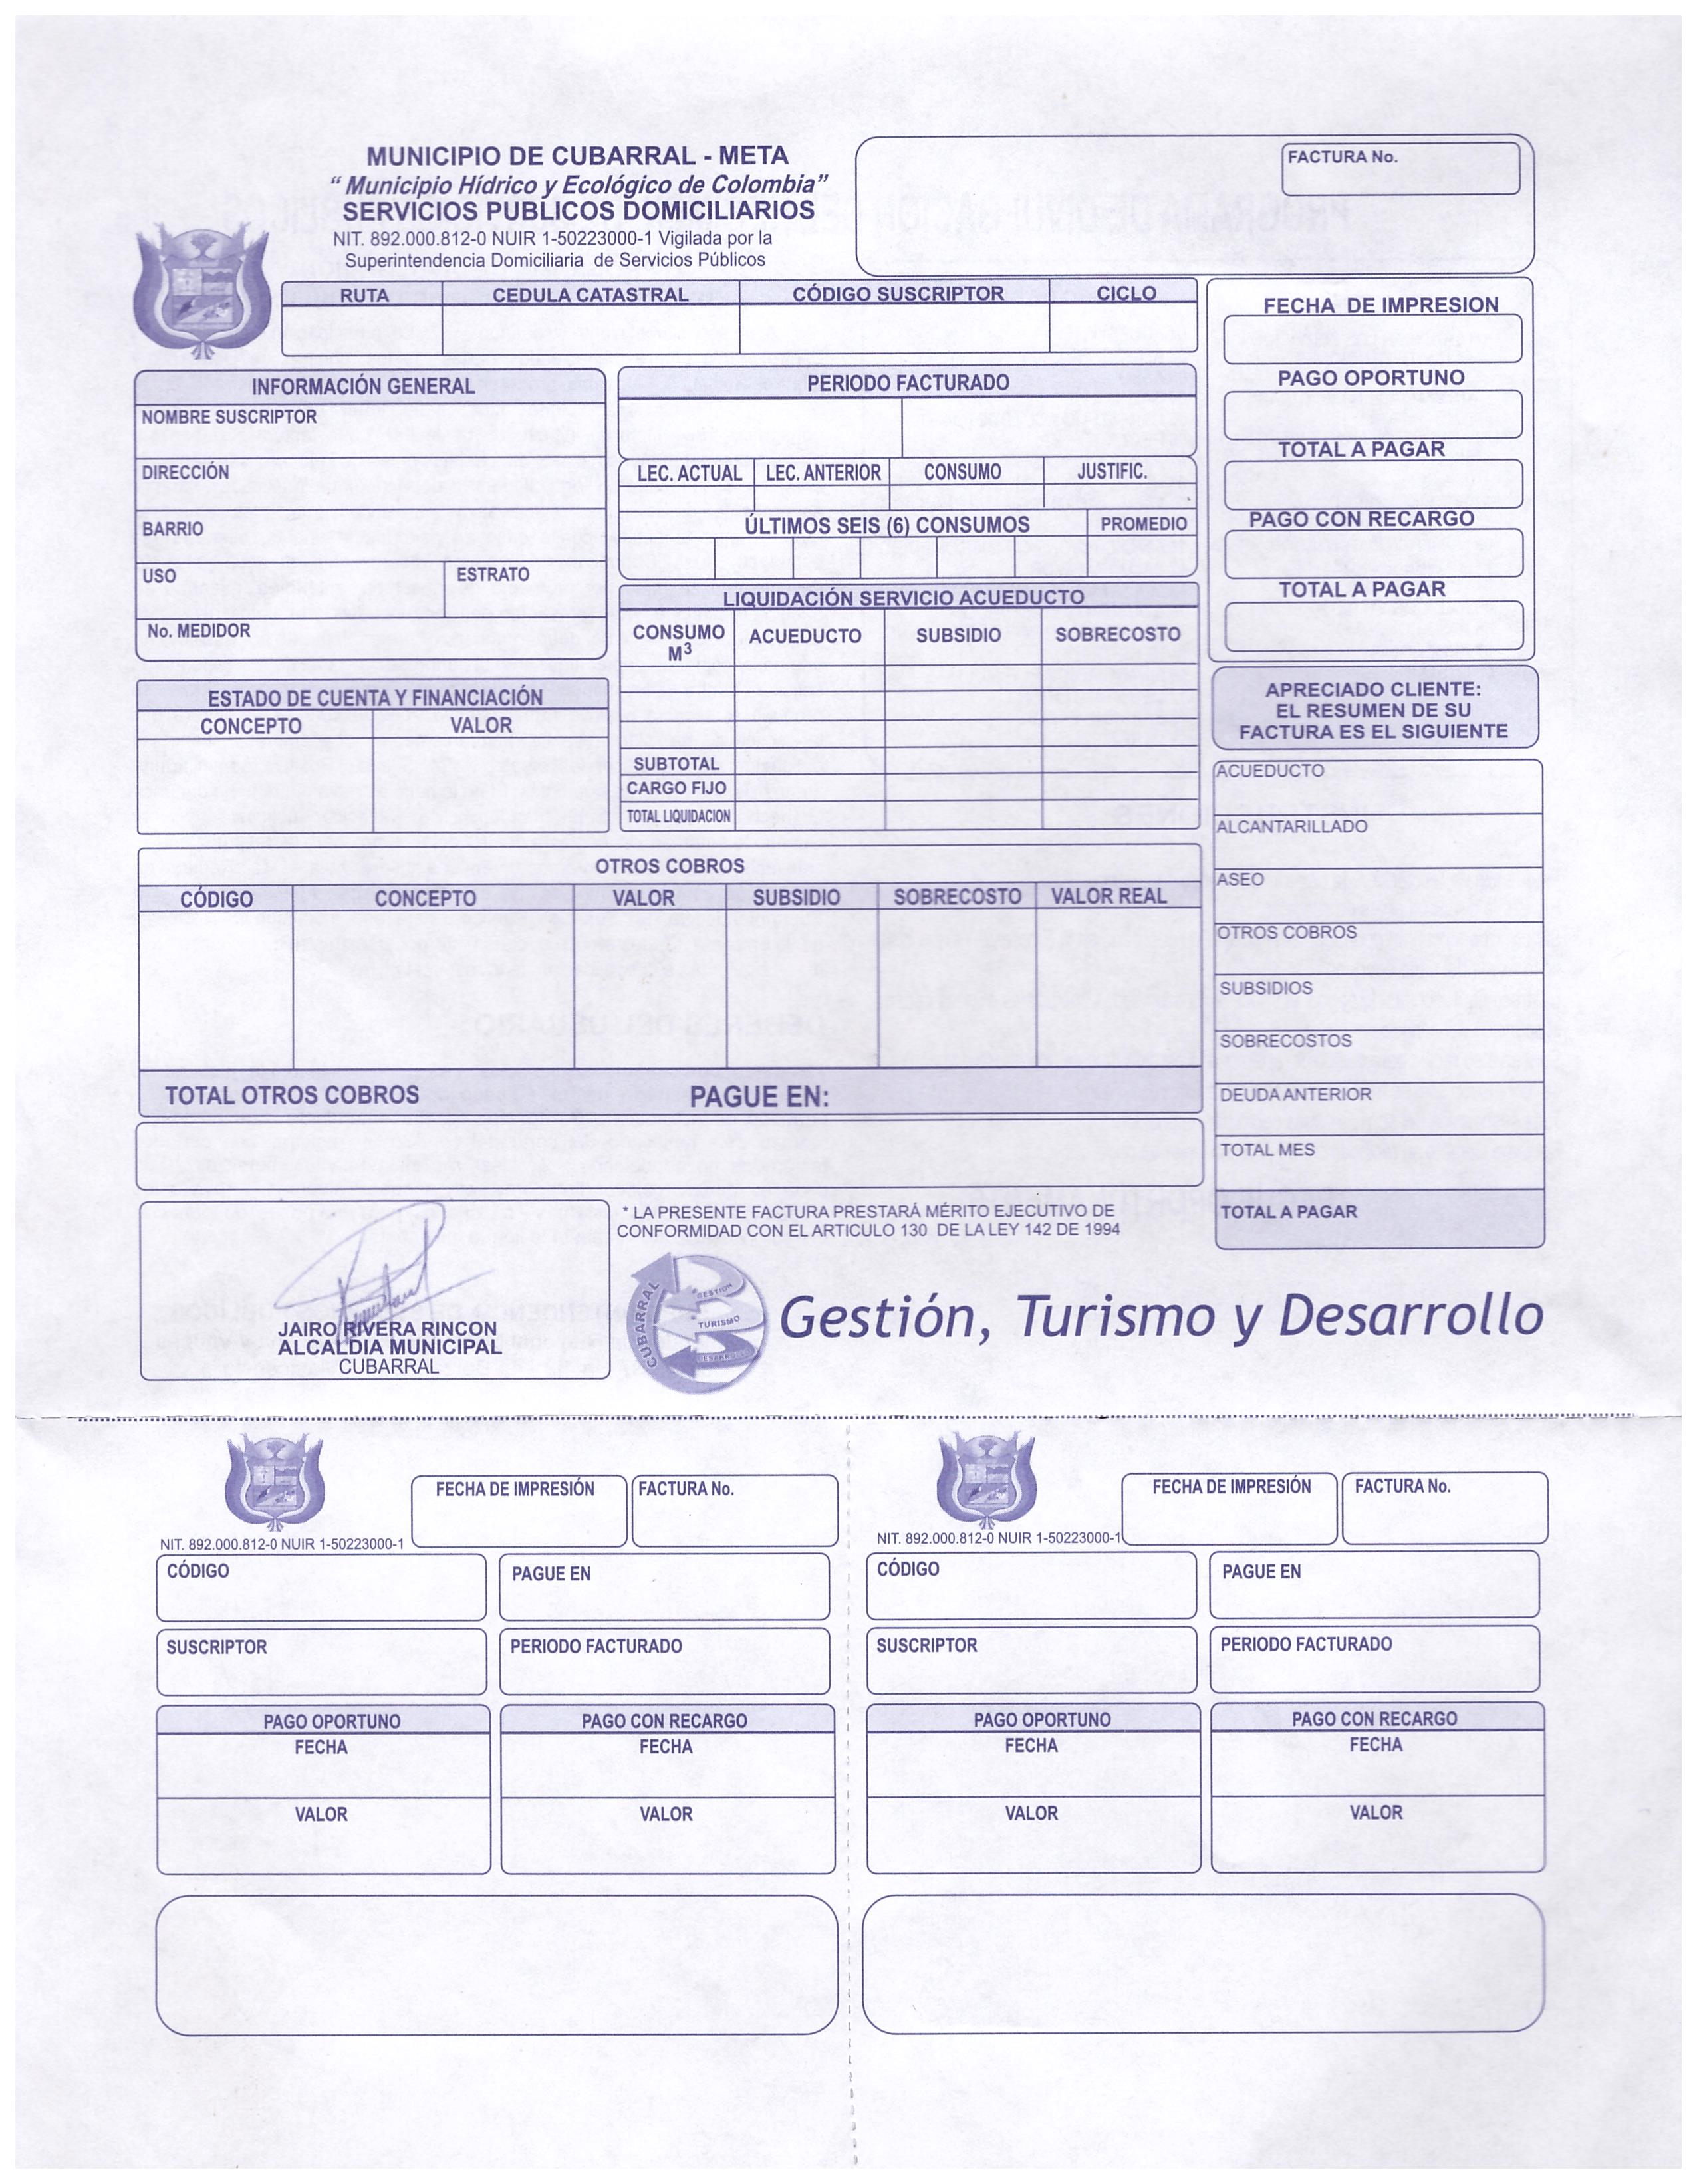 MUNICIPIO DE CUBARRAL - META
“ Municipio Hídrico y Ecológico de Colombia”
SERVICIOS PUBLICOS DOMICILIARIOS
NIT. 892.000.812-0 NUIR 1-50223000-1 Vigilada por la
Superintendencia Domiciliaria de Servicios Públicos
FACTURA No.
RUTA CEDULA CATASTRAL CÓDIGO SUSCRIPTOR CICLO
FECHA DE IMPRESION
PAGO OPORTUNO
TOTAL A PAGAR
PAGO CON RECARGO
TOTAL A PAGAR
INFORMACIÓN GENERAL
NOMBRE SUSCRIPTOR
DIRECCIÓN
BARRIO
USO ESTRATO
No. MEDIDOR
PERIODO FACTURADO
LEC. ACTUAL LEC. ANTERIOR CONSUMO JUSTIFIC.
ÚLTIMOS SEIS (6) CONSUMOS PROMEDIO
LIQUIDACIÓN SERVICIO ACUEDUCTO
CONSUMO M³ ACUEDUCTO SUBSIDIO SOBRECOSTO
SUBTOTAL
CARGO FIJO
TOTAL LIQUIDACION
ESTADO DE CUENTA Y FINANCIACIÓN
CONCEPTO VALOR
APRECIADO CLIENTE:
EL RESUMEN DE SU
FACTURA ES EL SIGUIENTE
ACUEDUCTO
ALCANTARILLADO
ASEO
OTROS COBROS
SUBSIDIOS
SOBRECOSTOS
DEUDA ANTERIOR
TOTAL MES
TOTAL A PAGAR
OTROS COBROS
CÓDIGO CONCEPTO VALOR SUBSIDIO SOBRECOSTO VALOR REAL
TOTAL OTROS COBROS PAGUE EN:
* LA PRESENTE FACTURA PRESTARÁ MÉRITO EJECUTIVO DE
CONFORMIDAD CON EL ARTICULO 130 DE LA LEY 142 DE 1994
JAIRO RIVERA RINCON
ALCALDIA MUNICIPAL
CUBARRAL
CUBARRAL
GESTIÓN
TURISMO
DESARROLLO
Gestión, Turismo y Desarrollo
NIT. 892.000.812-0 NUIR 1-50223000-1
FECHA DE IMPRESIÓN FACTURA No.
CÓDIGO PAGUE EN
SUSCRIPTOR PERIODO FACTURADO
PAGO OPORTUNO PAGO CON RECARGO
FECHA FECHA
VALOR VALOR
NIT. 892.000.812-0 NUIR 1-50223000-1
FECHA DE IMPRESIÓN FACTURA No.
CÓDIGO PAGUE EN
SUSCRIPTOR PERIODO FACTURADO
PAGO OPORTUNO PAGO CON RECARGO
FECHA FECHA
VALOR VALOR